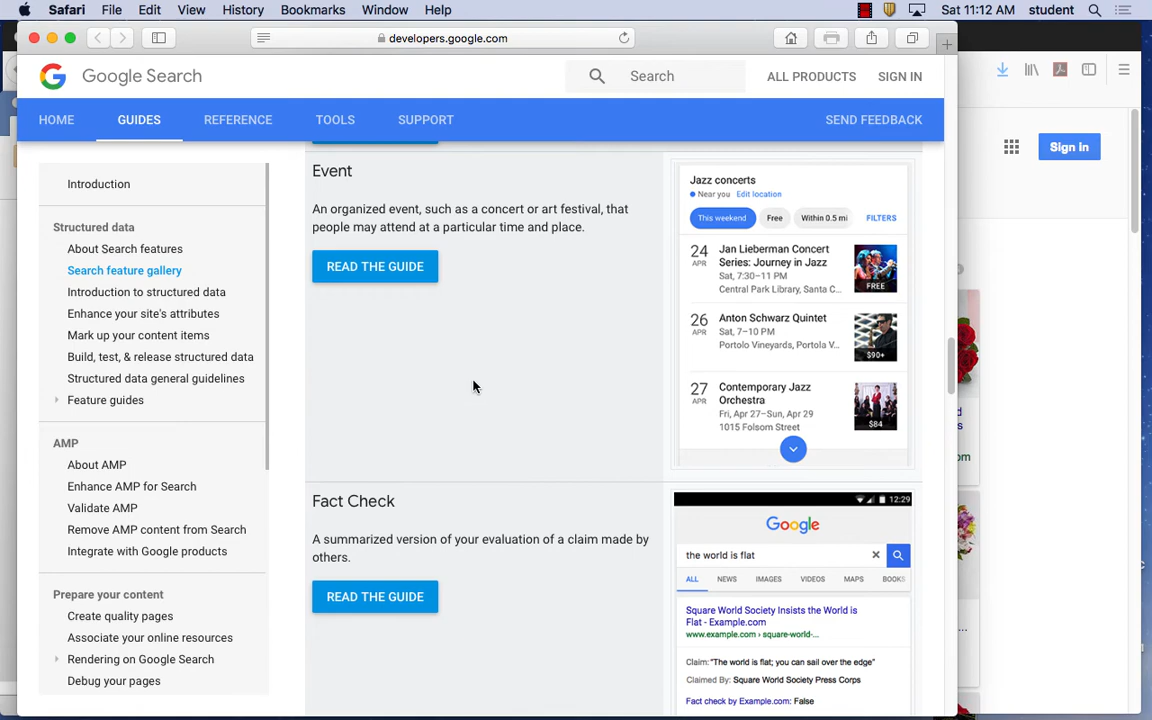 Safari File Edit View History Bookmarks Window Help
Sat 11:12 AM student
developers.google.com
Google Search
Search
ALL PRODUCTS
SIGN IN
HOME
GUIDES
REFERENCE
TOOLS
SUPPORT
SEND FEEDBACK
Sign in
Introduction
Structured data
About Search features
Search feature gallery
Introduction to structured data
Enhance your site's attributes
Mark up your content items
Build, test, & release structured data
Structured data general guidelines
Feature guides
AMP
About AMP
Enhance AMP for Search
Validate AMP
Remove AMP content from Search
Integrate with Google products
Prepare your content
Create quality pages
Associate your online resources
Rendering on Google Search
Debug your pages
Event
An organized event, such as a concert or art festival, that
people may attend at a particular time and place.
READ THE GUIDE
Jazz concerts
Near you Edit location
This weekend Free Within 0.5 mi FILTERS
24
APR
Jan Lieberman Concert
Series: Journey in Jazz
Sat, 7:30–11 PM
Central Park Library, Santa C...
FREE
26
APR
Anton Schwarz Quintet
Sat, 7–10 PM
Portolo Vineyards, Portola V...
$90+
27
APR
Contemporary Jazz
Orchestra
Fri, Apr 27–Sun, Apr 29
1015 Folsom Street
$84
Fact Check
A summarized version of your evaluation of a claim made by
others.
READ THE GUIDE
12:29
Google
the world is flat
ALL NEWS IMAGES VIDEOS MAPS BOOKS
Square World Society Insists the World is
Flat - Example.com
www.example.com › square-world-...
Claim: "The world is flat; you can sail over the edge"
Claimed By: Square World Society Press Corps
Fact check by Example.com: False